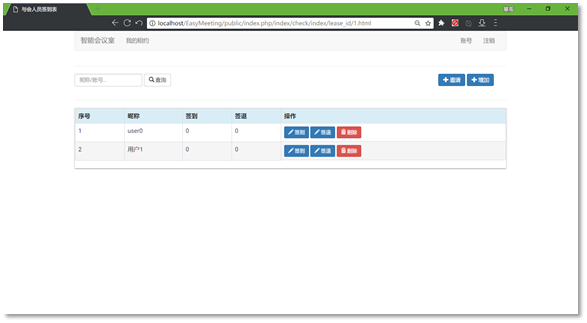 与会人员签到表
localhost/EasyMeeting/public/index.php/index/check/index/lease_id/1.html
智能会议室 我的预约 账号 注销
昵称/账号... 查询 邀请 增加
序号 昵称 签到 签退 操作
1 user0 0 0 签到 签退 删除
2 用户1 0 0 签到 签退 删除